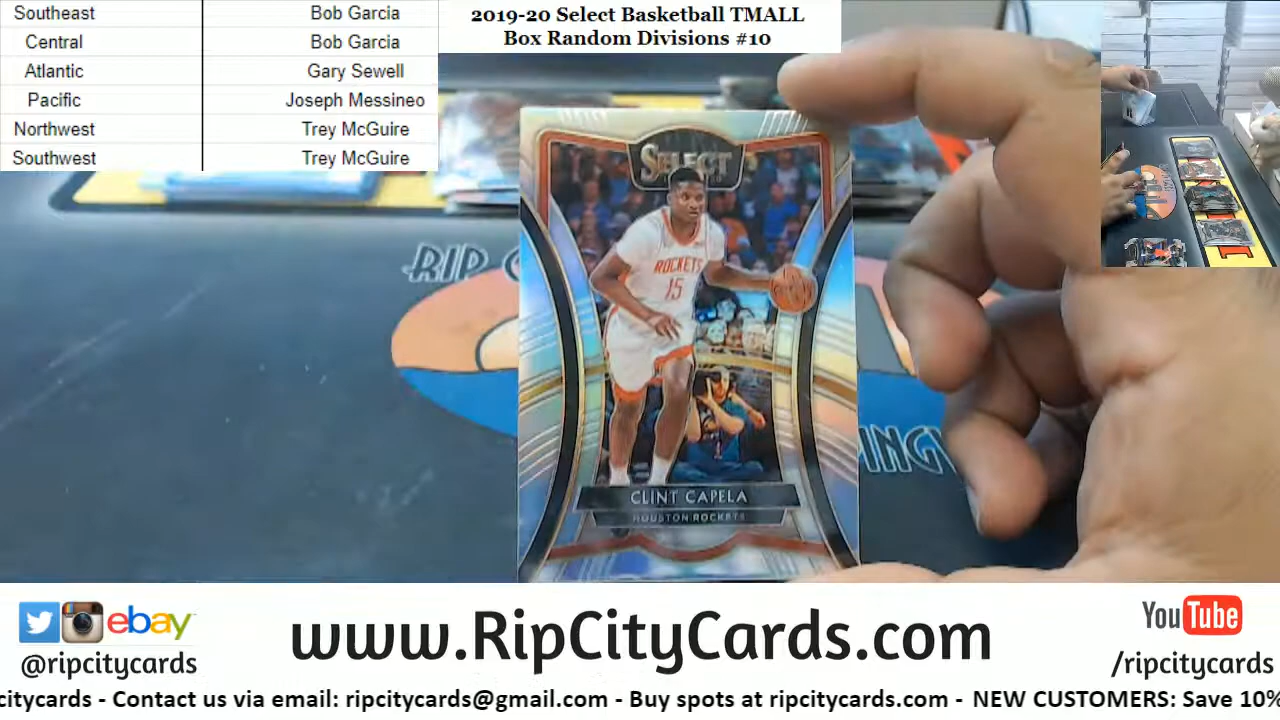 Southeast Bob Garcia
Central Bob Garcia
Atlantic Gary Sewell
Pacific Joseph Messineo
Northwest Trey McGuire
Southwest Trey McGuire
2019-20 Select Basketball TMALL
Box Random Divisions #10
SELECT
RIP
ROCKETS
15
CLINT CAPELA
HOUSTON ROCKETS
ebay
@ripcitycards
www.RipCityCards.com
YouTube
/ripcitycards
citycards - Contact us via email: ripcitycards@gmail.com - Buy spots at ripcitycards.com - NEW CUSTOMERS: Save 10%